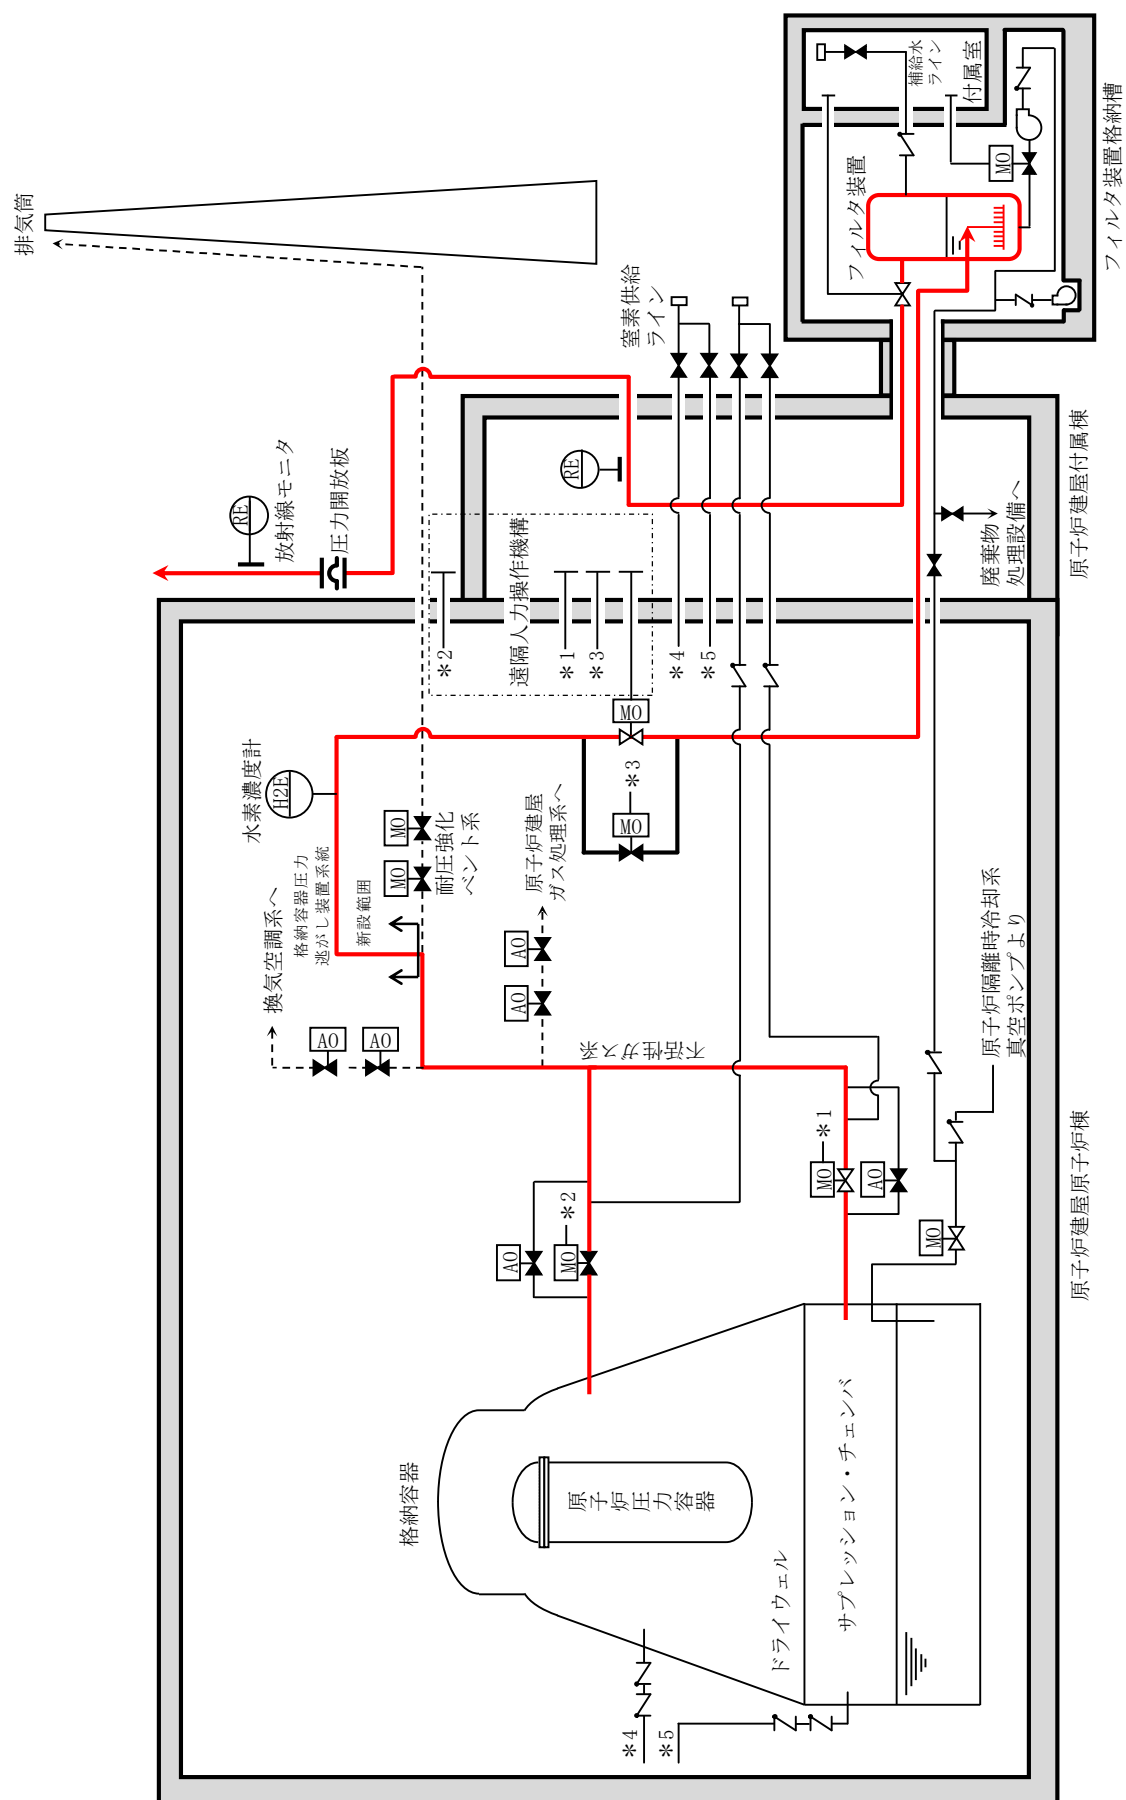 排気筒
放射線モニタ
RE
圧力開放板
RE
窒素供給
ライン
補給水
ライン
付属室
MO
フィルタ装置
フィルタ装置格納槽
遠隔人力操作機構
*2
*1
*3
*4
*5
廃棄物
処理設備へ
原子炉建屋付属棟
水素濃度計
H2E
格納容器圧力
逃がし装置系統
新設範囲
換気空調系へ
AO
AO
MO
MO
耐圧強化
ベント系
MO
*3
MO
原子炉建屋
ガス処理系へ
AO
AO
不活性ガス系
原子炉隔離時冷却系
真空ポンプより
*1
MO
AO
MO
AO
MO
*2
原子炉建屋原子炉棟
格納容器
原子炉圧力容器
ドライウェル
サプレッション・チェンバ
*4
*5